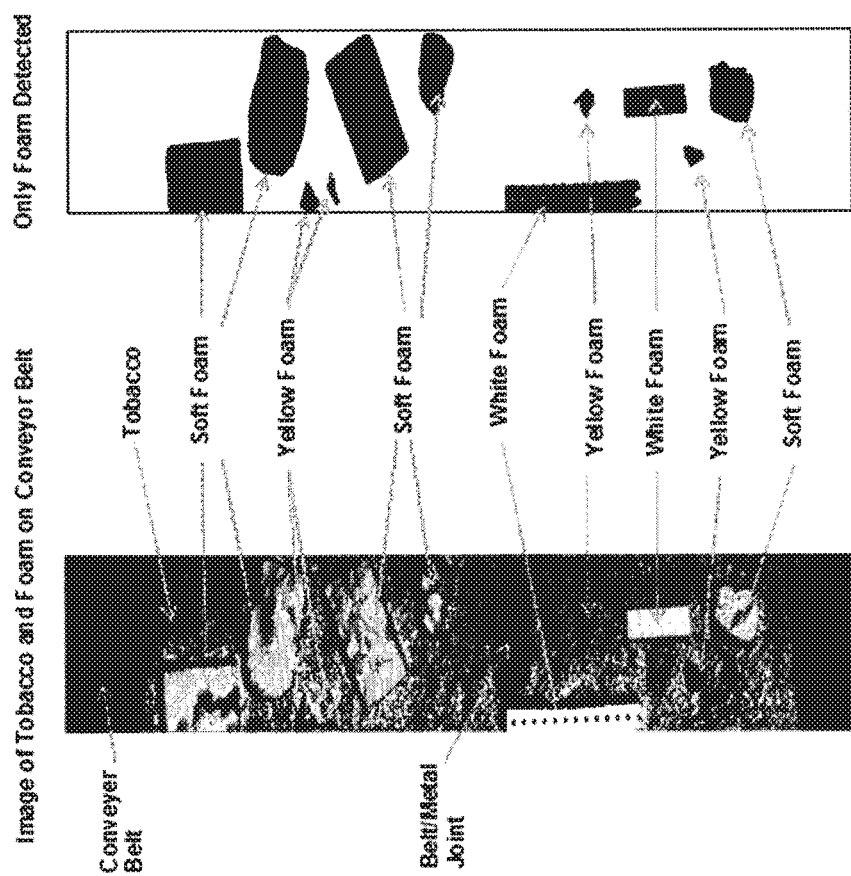 Image of Tobacco and Foam on Conveyor Belt
Only Foam Detected
Conveyer
Belt
Tobacco
Soft Foam
Yellow Foam
Soft Foam
Belt/Metal
Joint
White Foam
Yellow Foam
White Foam
Yellow Foam
Soft Foam